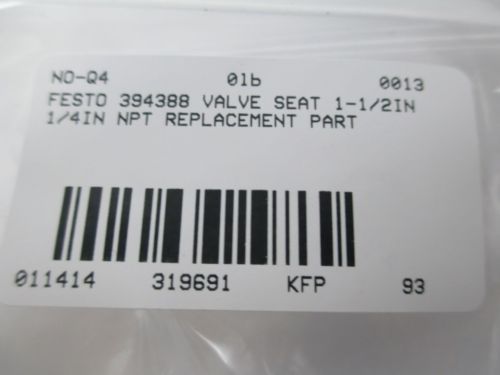 NO-Q4 01b 0013
FESTO 394388 VALVE SEAT 1-1/2IN
1/4IN NPT REPLACEMENT PART
011414 319691 KFP 93